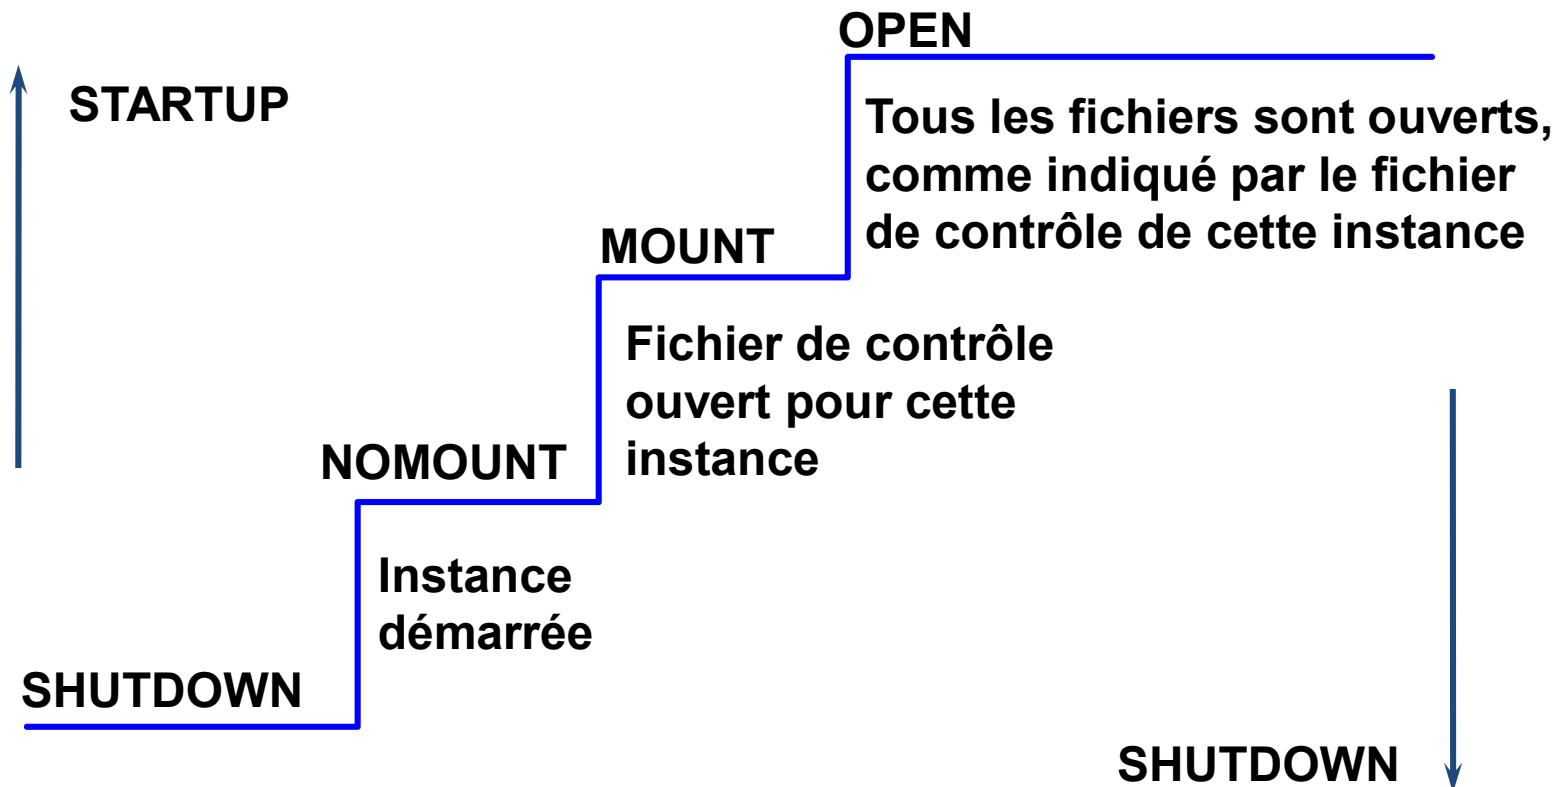 OPEN
STARTUP
Tous les fichiers sont ouverts,
comme indiqué par le fichier
de contrôle de cette instance
MOUNT
Fichier de contrôle
ouvert pour cette
instance
NOMOUNT
Instance
démarrée
SHUTDOWN
SHUTDOWN